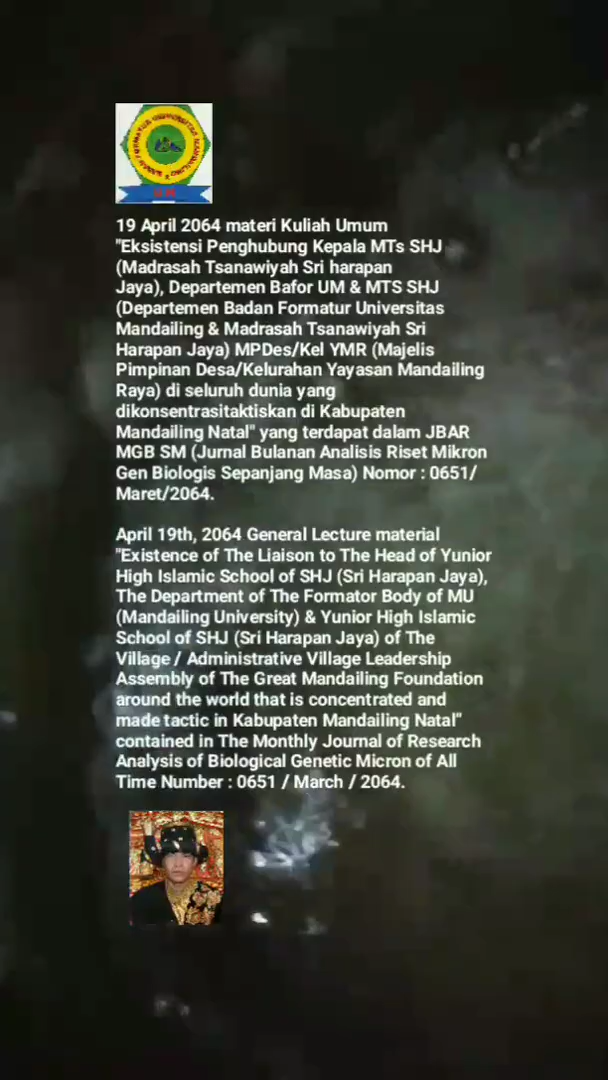 19 April 2064 materi Kuliah Umum
"Eksistensi Penghubung Kepala MTs SHJ
(Madrasah Tsanawiyah Sri harapan
Jaya), Departemen Bafor UM & MTS SHJ
(Departemen Badan Formatur Universitas
Mandailing & Madrasah Tsanawiyah Sri
Harapan Jaya) MPDes/Kel YMR (Majelis
Pimpinan Desa/Kelurahan Yayasan Mandailing
Raya) di seluruh dunia yang
dikonsentrasitaktiskan di Kabupaten
Mandailing Natal" yang terdapat dalam JBAR
MGB SM (Jurnal Bulanan Analisis Riset Mikron
Gen Biologis Sepanjang Masa) Nomor : 0651/
Maret/2064.
April 19th, 2064 General Lecture material
"Existence of The Liaison to The Head of Yunior
High Islamic School of SHJ (Sri Harapan Jaya),
The Department of The Formator Body of MU
(Mandailing University) & Yunior High Islamic
School of SHJ (Sri Harapan Jaya) of The
Village / Administrative Village Leadership
Assembly of The Great Mandailing Foundation
around the world that is concentrated and
made tactic in Kabupaten Mandailing Natal"
contained in The Monthly Journal of Research
Analysis of Biological Genetic Micron of All
Time Number : 0651 / March / 2064.